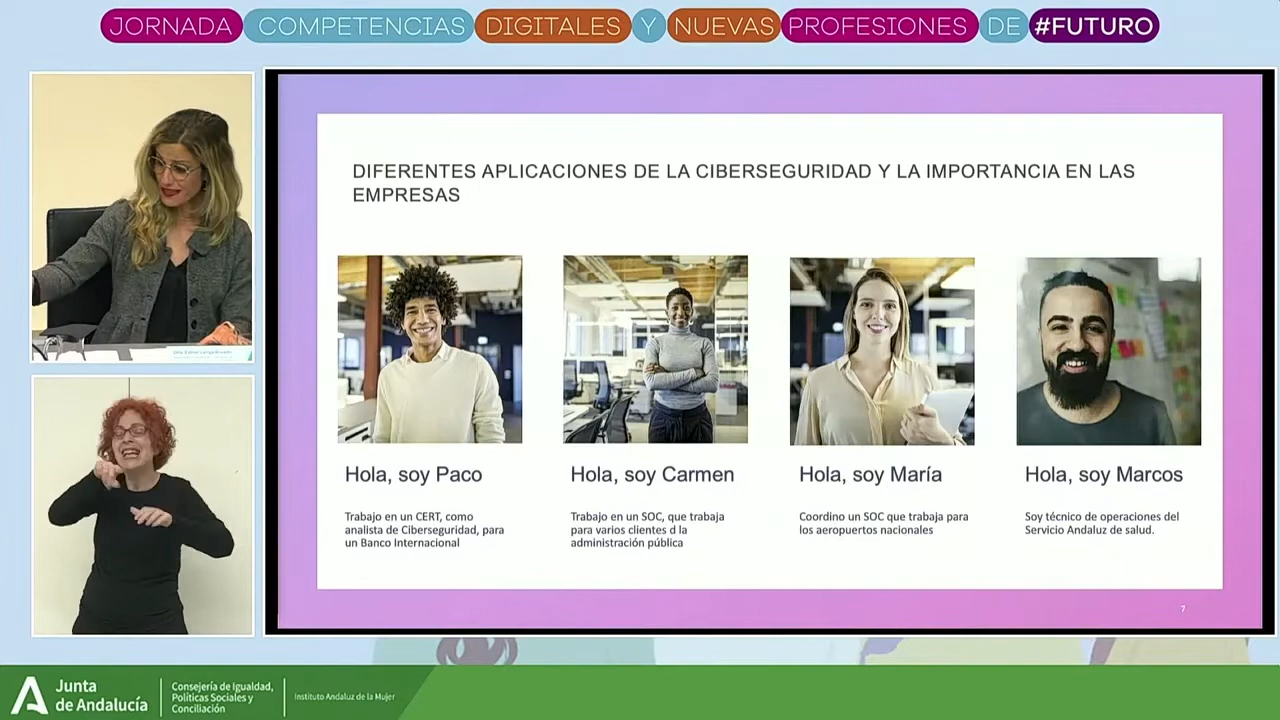 JORNADA COMPETENCIAS DIGITALES Y NUEVAS PROFESIONES DE #FUTURO
DIFERENTES APLICACIONES DE LA CIBERSEGURIDAD Y LA IMPORTANCIA EN LAS
EMPRESAS
Hola, soy Paco
Trabajo en un CERT, como
analista de Ciberseguridad, para
un Banco Internacional
Hola, soy Carmen
Trabajo en un SOC, que trabaja
para varios clientes d la
administración pública
Hola, soy María
Coordino un SOC que trabaja para
los aeropuertos nacionales
Hola, soy Marcos
Soy técnico de operaciones del
Servicio Andaluz de salud.
7
Junta
de Andalucía
Consejería de Igualdad,
Políticas Sociales y
Conciliación
Instituto Andaluz de la Mujer